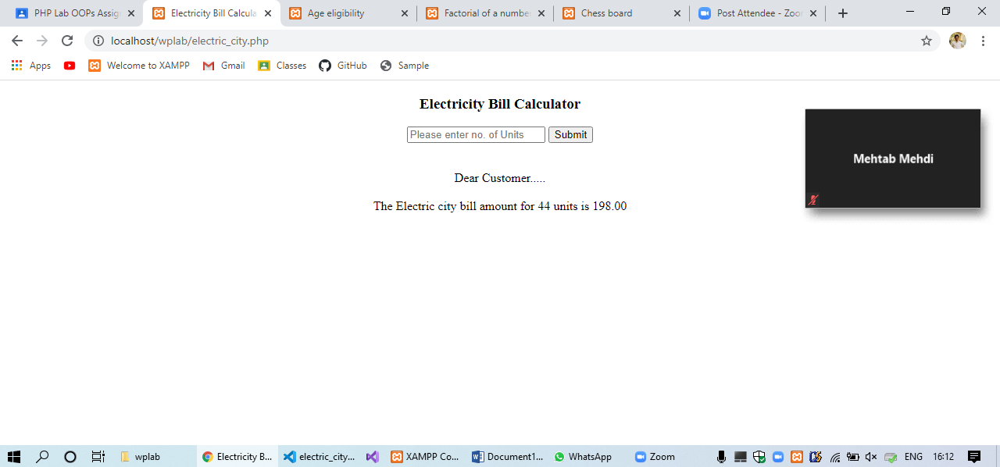 PHP Lab OOPs Assig
Electricity Bill Calcula
Age eligibility
Factorial of a numbe
Chess board
Post Attendee - Zoo
localhost/wplab/electric_city.php
Apps
Welcome to XAMPP
Gmail
Classes
GitHub
Sample
Electricity Bill Calculator
Please enter no. of Units
Submit
Mehtab Mehdi
Dear Customer.....
The Electric city bill amount for 44 units is 198.00
wplab
Electricity B...
electric_city...
XAMPP Co...
Document1...
WhatsApp
Zoom
ENG
16:12